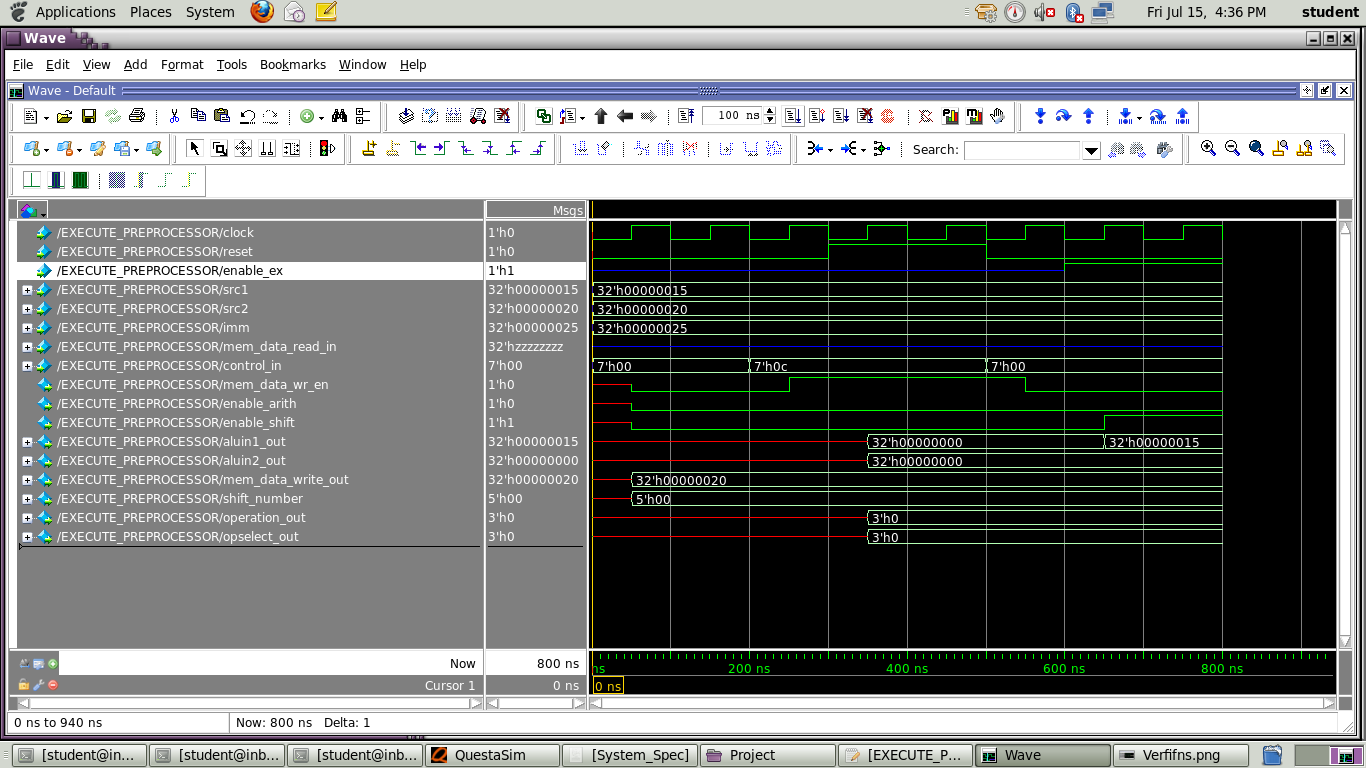 Applications Places System Fri Jul 15, 4:36 PM student
Wave
File Edit View Add Format Tools Bookmarks Window Help
Wave - Default
100 ns
Search:
Msgs
/EXECUTE_PREPROCESSOR/clock 1'h0
/EXECUTE_PREPROCESSOR/reset 1'h0
/EXECUTE_PREPROCESSOR/enable_ex 1'h1
/EXECUTE_PREPROCESSOR/src1 32'h00000015 32'h00000015
/EXECUTE_PREPROCESSOR/src2 32'h00000020 32'h00000020
/EXECUTE_PREPROCESSOR/imm 32'h00000025 32'h00000025
/EXECUTE_PREPROCESSOR/mem_data_read_in 32'hzzzzzzzz
/EXECUTE_PREPROCESSOR/control_in 7'h00 7'h00 7'h0c 7'h00
/EXECUTE_PREPROCESSOR/mem_data_wr_en 1'h0
/EXECUTE_PREPROCESSOR/enable_arith 1'h0
/EXECUTE_PREPROCESSOR/enable_shift 1'h1
/EXECUTE_PREPROCESSOR/aluin1_out 32'h00000015 32'h00000000 32'h00000015
/EXECUTE_PREPROCESSOR/aluin2_out 32'h00000000 32'h00000000
/EXECUTE_PREPROCESSOR/mem_data_write_out 32'h00000020 32'h00000020
/EXECUTE_PREPROCESSOR/shift_number 5'h00 5'h00
/EXECUTE_PREPROCESSOR/operation_out 3'h0 3'h0
/EXECUTE_PREPROCESSOR/opselect_out 3'h0 3'h0
Now 800 ns ns 200 ns 400 ns 600 ns 800 ns
Cursor 1 0 ns 0 ns
0 ns to 940 ns Now: 800 ns Delta: 1
[student@in... [student@inb... [student@inb... QuestaSim [System_Spec] Project [EXECUTE_P... Wave Verfifns.png